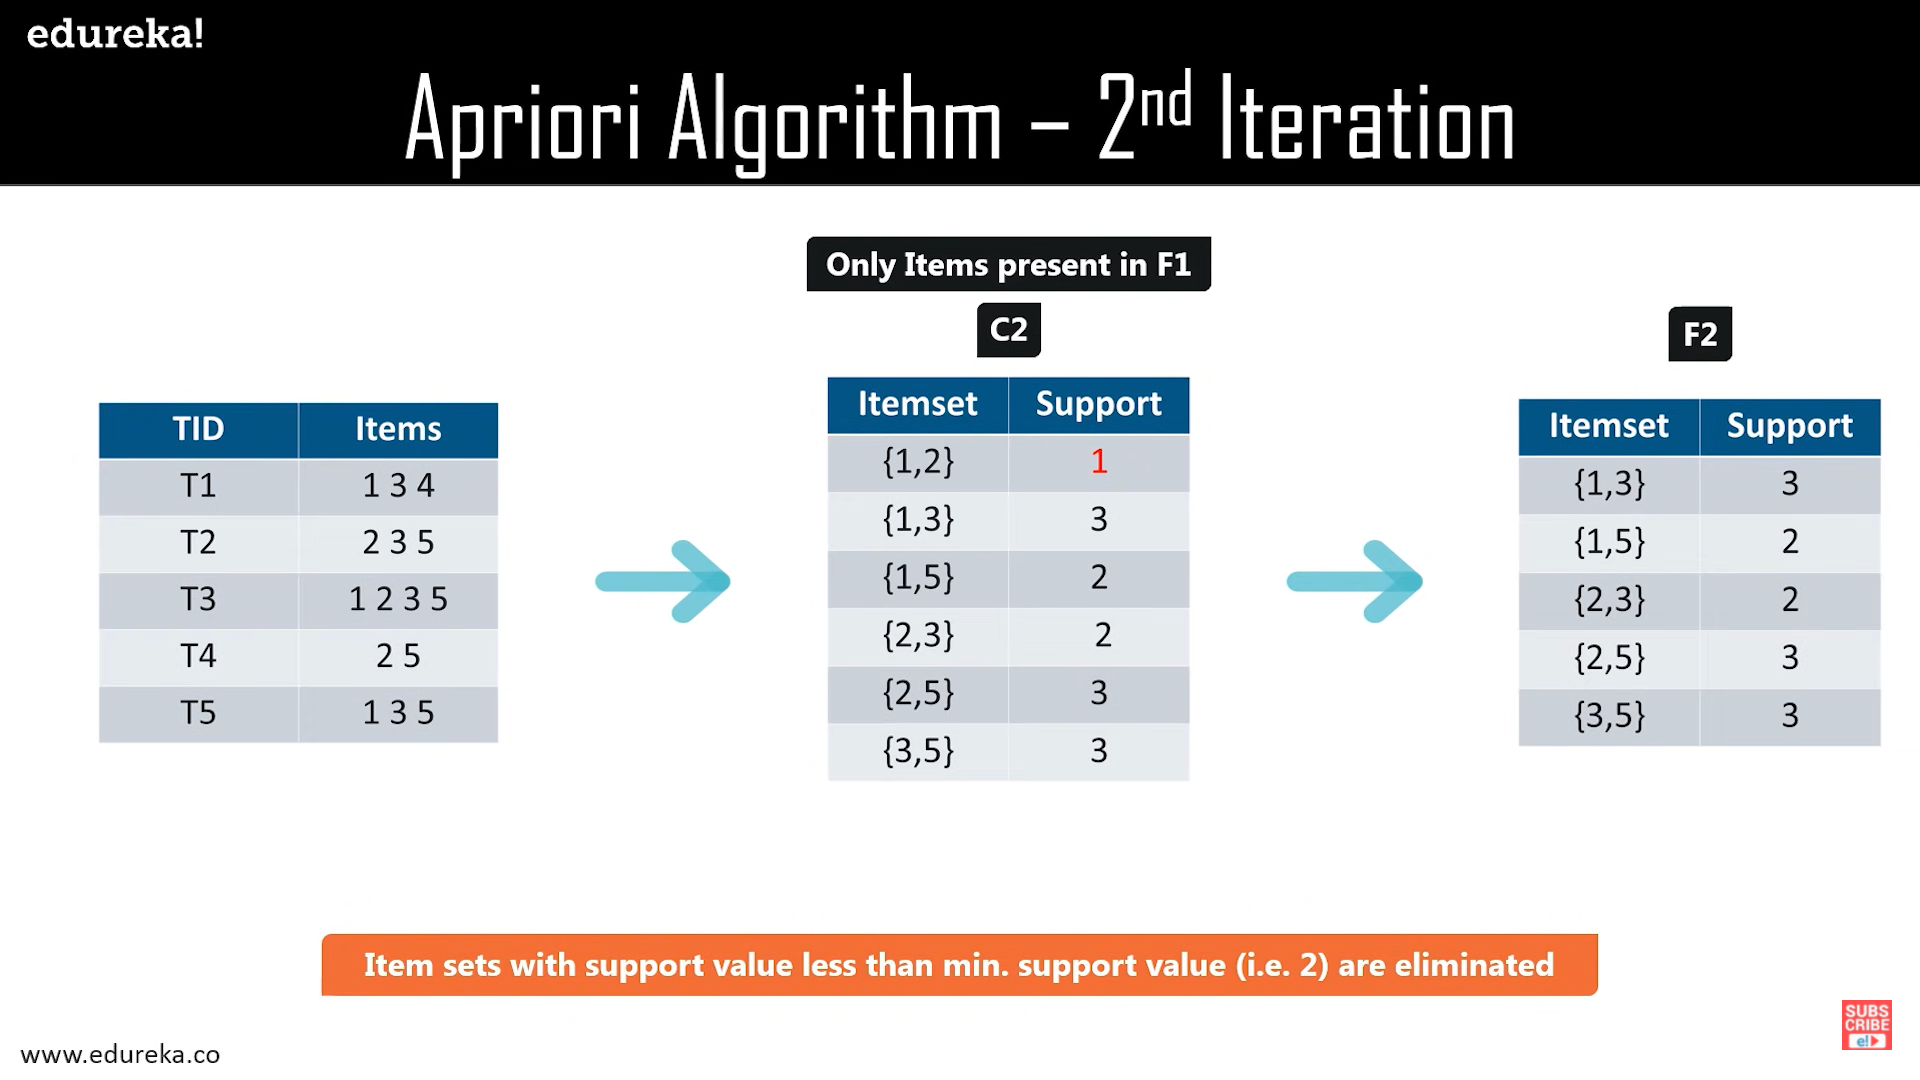 edureka!
Apriori Algorithm – 2nd Iteration
Only Items present in F1
C2
F2
TID Items
T1 1 3 4
T2 2 3 5
T3 1 2 3 5
T4 2 5
T5 1 3 5
Itemset Support
{1,2} 1
{1,3} 3
{1,5} 2
{2,3} 2
{2,5} 3
{3,5} 3
Itemset Support
{1,3} 3
{1,5} 2
{2,3} 2
{2,5} 3
{3,5} 3
Item sets with support value less than min. support value (i.e. 2) are eliminated
www.edureka.co
SUBS
CRIBE
e!